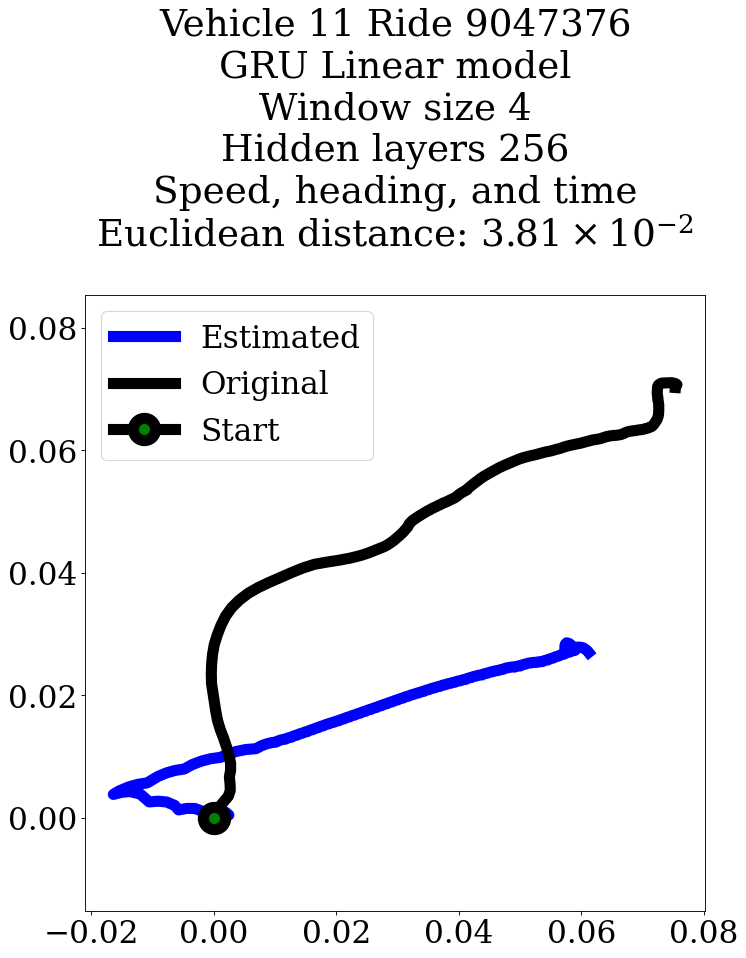 Vehicle 11 Ride 9047376
GRU Linear model
Window size 4
Hidden layers 256
Speed, heading, and time
Euclidean distance: 3.81 × 10⁻²
Estimated
Original
Start
0.08
0.06
0.04
0.02
0.00
−0.02 0.00 0.02 0.04 0.06 0.08